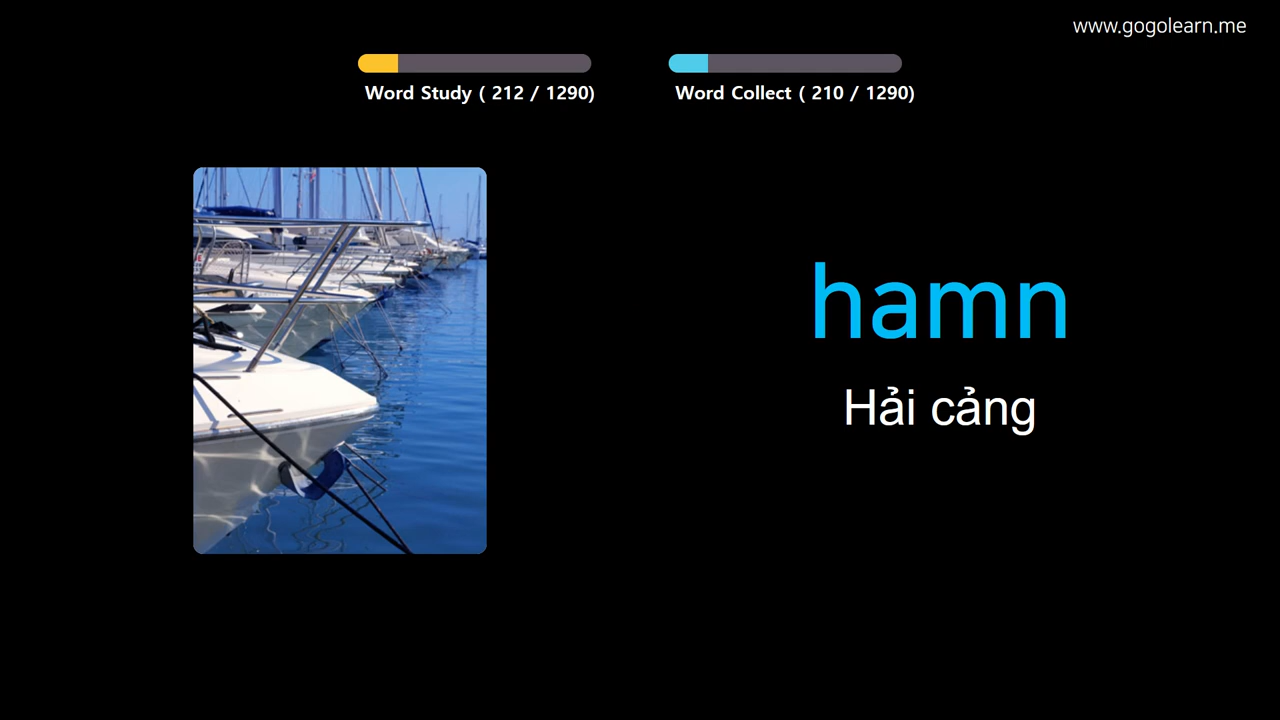 www.gogolearn.me
Word Study ( 212 / 1290)
Word Collect ( 210 / 1290)
hamn
Hải cảng